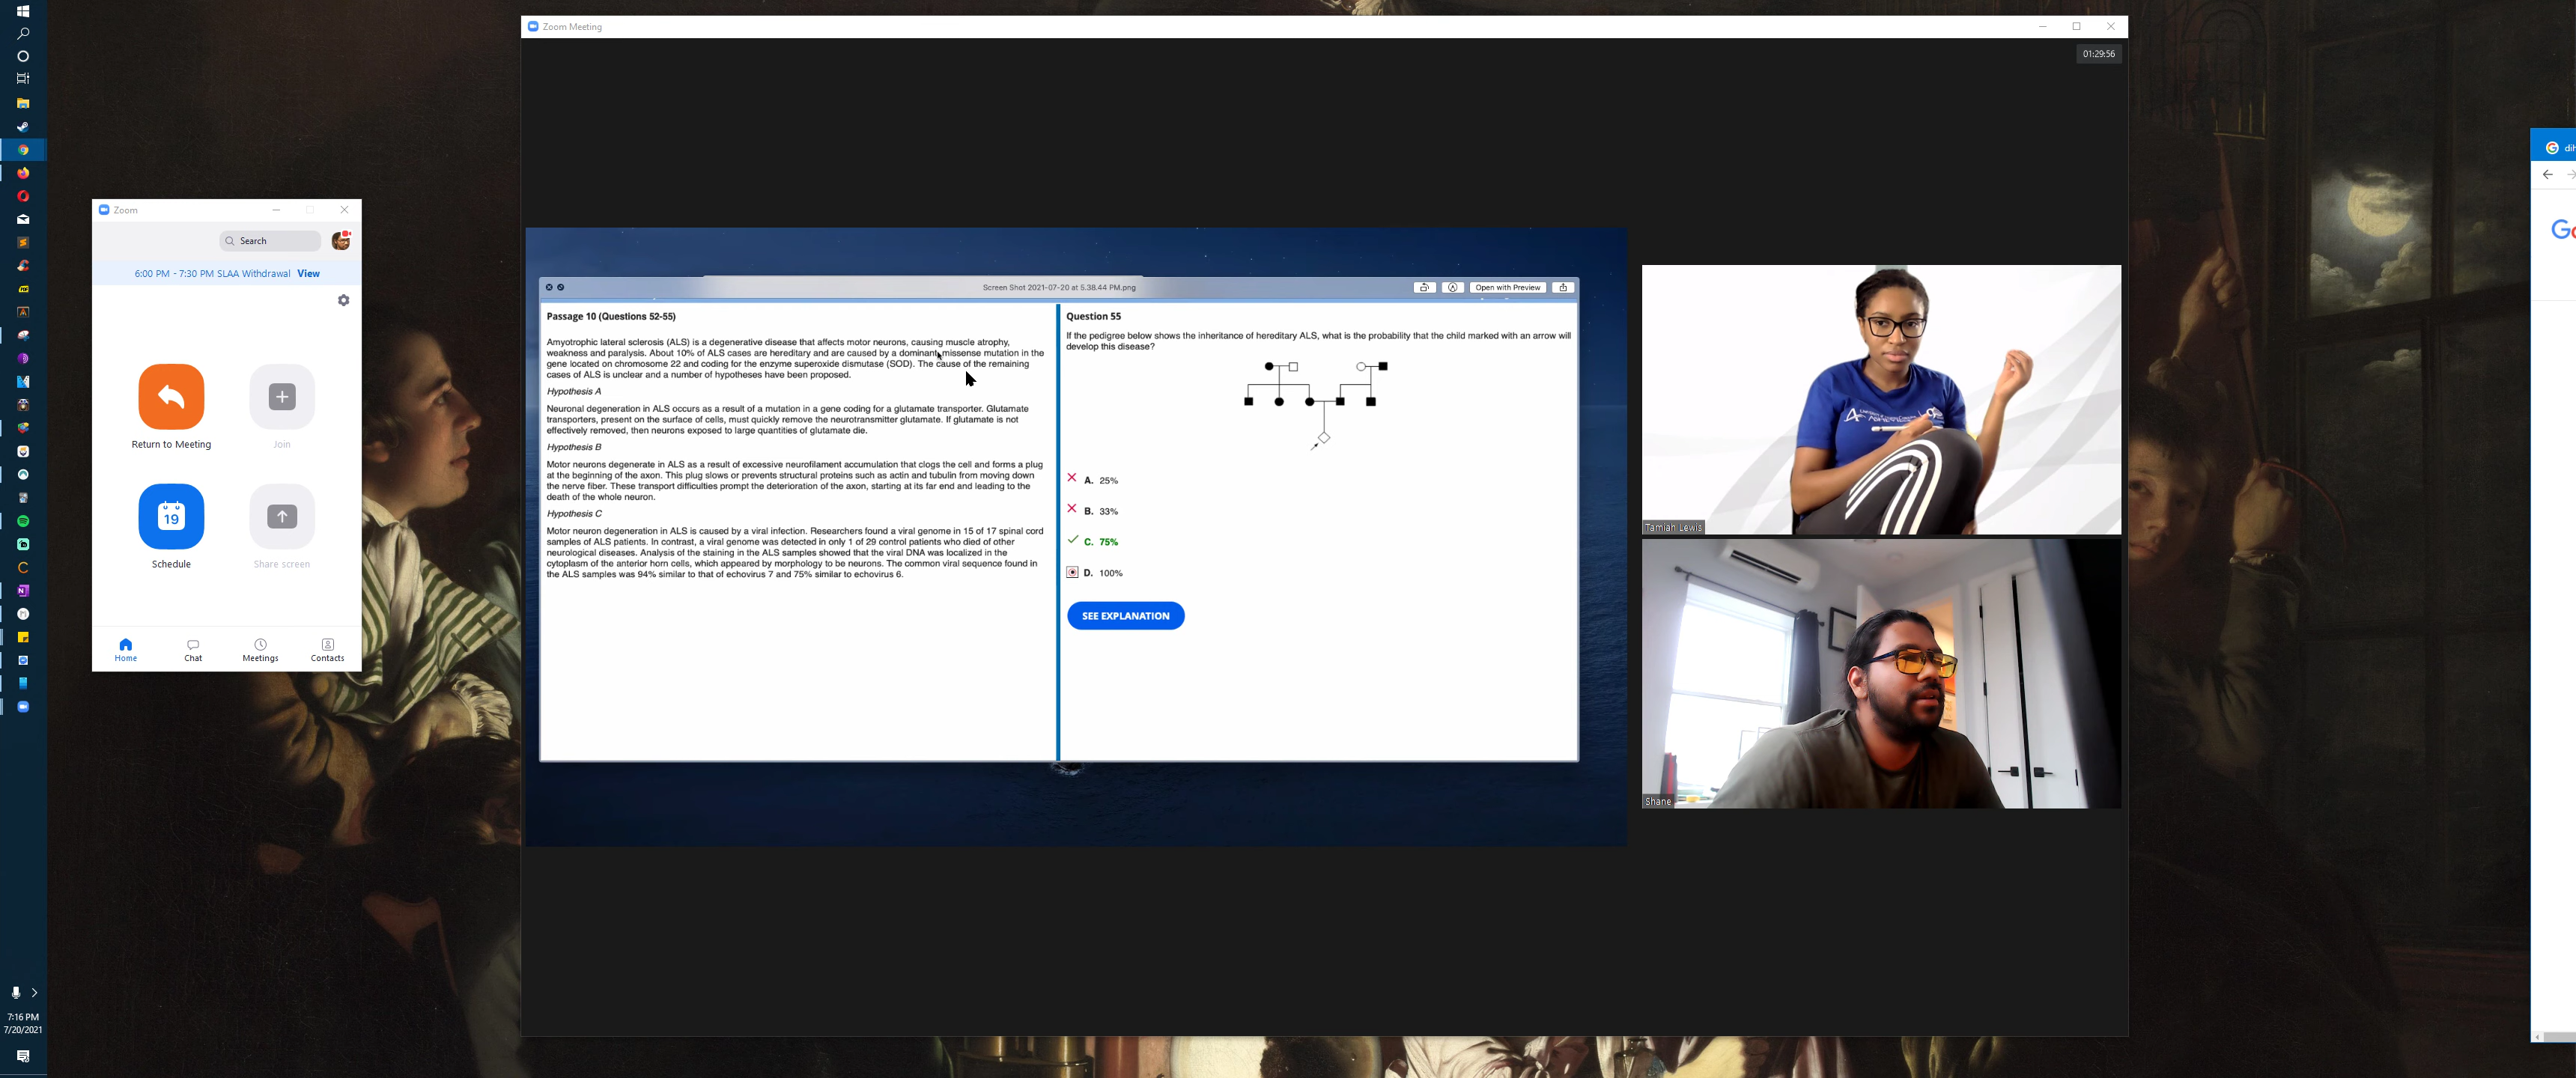 Zoom Meeting
01:29:56
Zoom
Search
6:00 PM - 7:30 PM SLAA Withdrawal View
Return to Meeting
Join
19
Schedule
Share screen
Home
Chat
Meetings
Contacts
Screen Shot 2021-07-20 at 5.38.44 PM.png
Open with Preview
Passage 10 (Questions 52-55)
Amyotrophic lateral sclerosis (ALS) is a degenerative disease that affects motor neurons, causing muscle atrophy,
weakness and paralysis. About 10% of ALS cases are hereditary and are caused by a dominant missense mutation in the
gene located on chromosome 22 and coding for the enzyme superoxide dismutase (SOD). The cause of the remaining
cases of ALS is unclear and a number of hypotheses have been proposed.
Hypothesis A
Neuronal degeneration in ALS occurs as a result of a mutation in a gene coding for a glutamate transporter. Glutamate
transporters, present on the surface of cells, must quickly remove the neurotransmitter glutamate. If glutamate is not
effectively removed, then neurons exposed to large quantities of glutamate die.
Hypothesis B
Motor neurons degenerate in ALS as a result of excessive neurofilament accumulation that clogs the cell and forms a plug
at the beginning of the axon. This plug slows or prevents structural proteins such as actin and tubulin from moving down
the nerve fiber. These transport difficulties prompt the deterioration of the axon, starting at its far end and leading to the
death of the whole neuron.
Hypothesis C
Motor neuron degeneration in ALS is caused by a viral infection. Researchers found a viral genome in 15 of 17 spinal cord
samples of ALS patients. In contrast, a viral genome was detected in only 1 of 29 control patients who died of other
neurological diseases. Analysis of the staining in the ALS samples showed that the viral DNA was localized in the
cytoplasm of the anterior horn cells, which appeared by morphology to be neurons. The common viral sequence found in
the ALS samples was 94% similar to that of echovirus 7 and 75% similar to echovirus 6.
Question 55
If the pedigree below shows the inheritance of hereditary ALS, what is the probability that the child marked with an arrow will
develop this disease?
A. 25%
B. 33%
C. 75%
D. 100%
SEE EXPLANATION
Tamiah Lewis
Shane
7:16 PM
7/20/2021